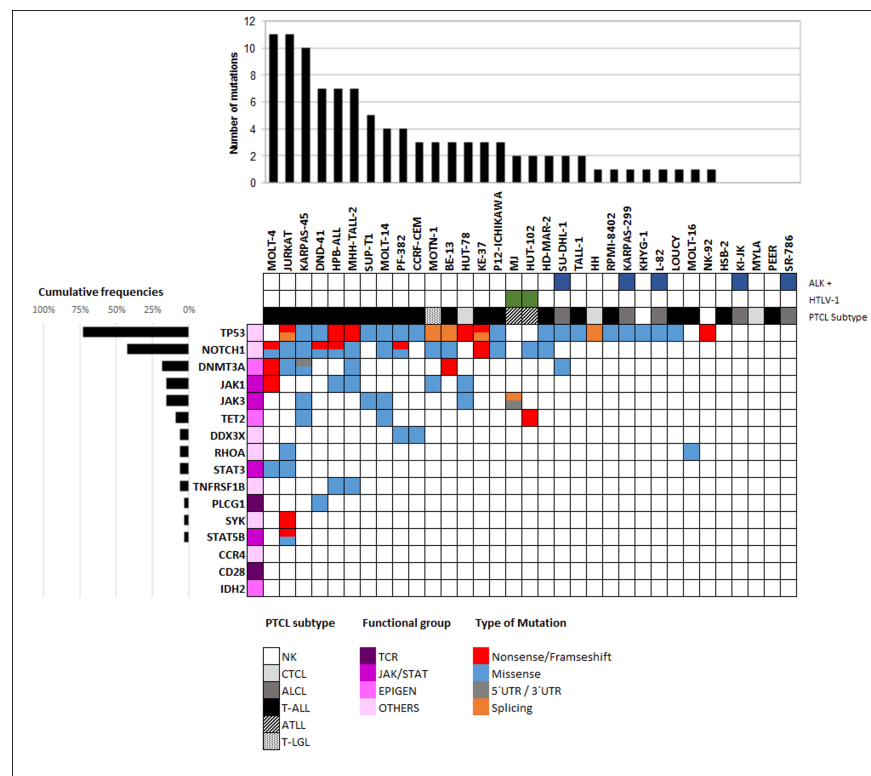 12
10
8
6
4
2
0
Number of mutations
MOLT-4
JURKAT
KARPAS-45
DND-41
HPB-ALL
MHH-TALL-2
SUP-T1
MOLT-14
PF-382
CCRF-CEM
MOTN-1
BE-13
HUT-78
KE-37
P12-ICHIKAWA
MJ
HUT-102
HD-MAR-2
SU-DHL-1
TALL-1
HH
RPMI-8402
KARPAS-299
KHYG-1
L-82
LOUCY
MOLT-16
NK-92
HSB-2
KI-JK
MYLA
PEER
SR-786
ALK +
HTLV-1
PTCL Subtype
Cumulative frequencies
100% 75% 50% 25% 0%
TP53
NOTCH1
DNMT3A
JAK1
JAK3
TET2
DDX3X
RHOA
STAT3
TNFRSF1B
PLCG1
SYK
STAT5B
CCR4
CD28
IDH2
PTCL subtype
NK
CTCL
ALCL
T-ALL
ATLL
T-LGL
Functional group
TCR
JAK/STAT
EPIGEN
OTHERS
Type of Mutation
Nonsense/Framseshift
Missense
5´UTR / 3´UTR
Splicing